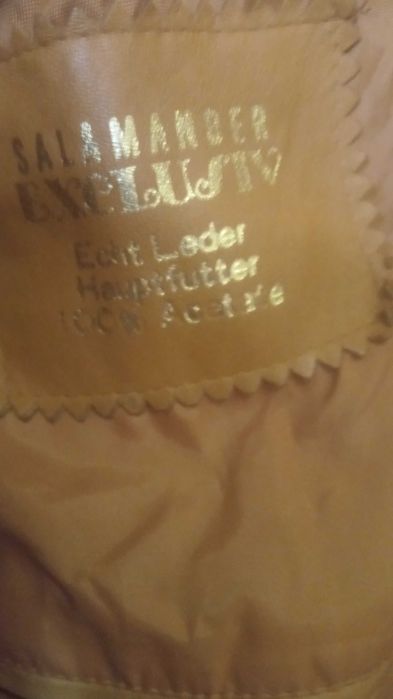 SALAMANDER
EXCLUSIV
Echt Leder
Hauptfutter
100% Acetate